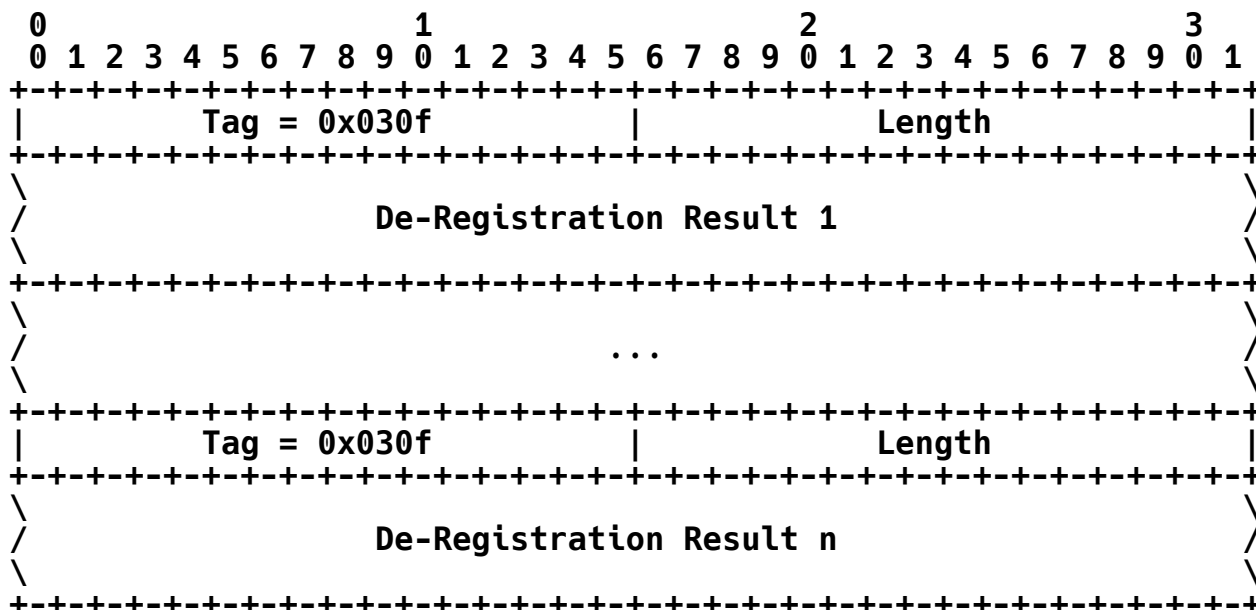 0                   1                   2                   3
 0 1 2 3 4 5 6 7 8 9 0 1 2 3 4 5 6 7 8 9 0 1 2 3 4 5 6 7 8 9 0 1
+-+-+-+-+-+-+-+-+-+-+-+-+-+-+-+-+-+-+-+-+-+-+-+-+-+-+-+-+-+-+-+-+
|         Tag = 0x030f          |            Length             |
+-+-+-+-+-+-+-+-+-+-+-+-+-+-+-+-+-+-+-+-+-+-+-+-+-+-+-+-+-+-+-+-+
\                                                               \
/                  De-Registration Result 1                     /
\                                                               \
+-+-+-+-+-+-+-+-+-+-+-+-+-+-+-+-+-+-+-+-+-+-+-+-+-+-+-+-+-+-+-+-+
\                                                               \
/                              ...                              /
\                                                               \
+-+-+-+-+-+-+-+-+-+-+-+-+-+-+-+-+-+-+-+-+-+-+-+-+-+-+-+-+-+-+-+-+
|         Tag = 0x030f          |            Length             |
+-+-+-+-+-+-+-+-+-+-+-+-+-+-+-+-+-+-+-+-+-+-+-+-+-+-+-+-+-+-+-+-+
\                                                               \
/                  De-Registration Result n                     /
\                                                               \
+-+-+-+-+-+-+-+-+-+-+-+-+-+-+-+-+-+-+-+-+-+-+-+-+-+-+-+-+-+-+-+-+